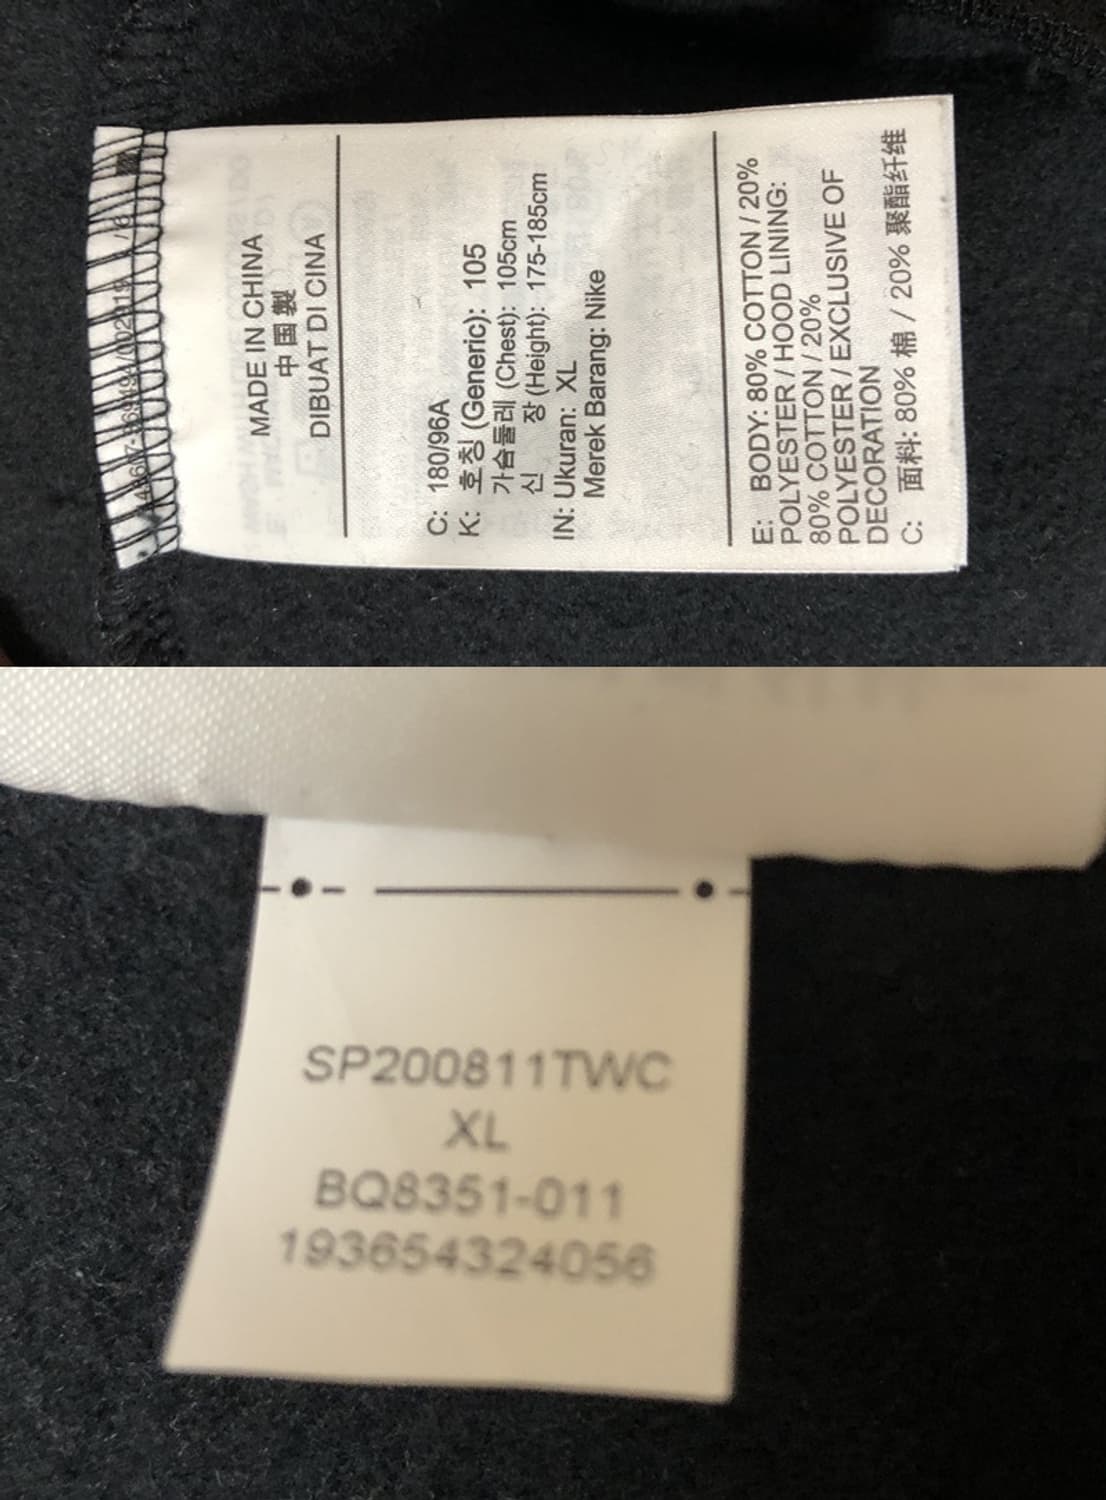 MADE IN CHINA
中国製
DIBUAT DI CINA
C: 180/96A
K: 호칭 (Generic): 105
가슴둘레 (Chest): 105cm
신 장 (Height): 175-185cm
IN: Ukuran: XL
Merek Barang: Nike
E: BODY: 80% COTTON / 20%
POLYESTER / HOOD LINING:
80% COTTON / 20%
POLYESTER / EXCLUSIVE OF
DECORATION
C: 面料: 80% 棉 / 20% 聚酯纤维
SP200811TWC
XL
BQ8351-011
193654324056